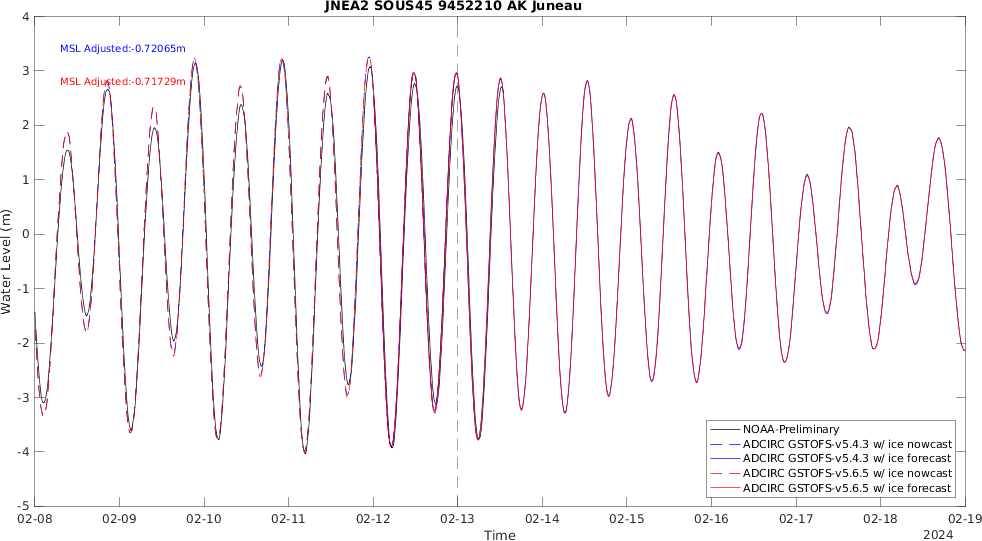 JNEA2 SOUS45 9452210 AK Juneau
4
3
2
1
0
-1
-2
-3
-4
-5
Water Level (m)
MSL Adjusted:-0.72065m
MSL Adjusted:-0.71729m
NOAA-Preliminary
ADCIRC GSTOFS-v5.4.3 w/ ice nowcast
ADCIRC GSTOFS-v5.4.3 w/ ice forecast
ADCIRC GSTOFS-v5.6.5 w/ ice nowcast
ADCIRC GSTOFS-v5.6.5 w/ ice forecast
02-08 02-09 02-10 02-11 02-12 02-13 02-14 02-15 02-16 02-17 02-18 02-19
Time
2024